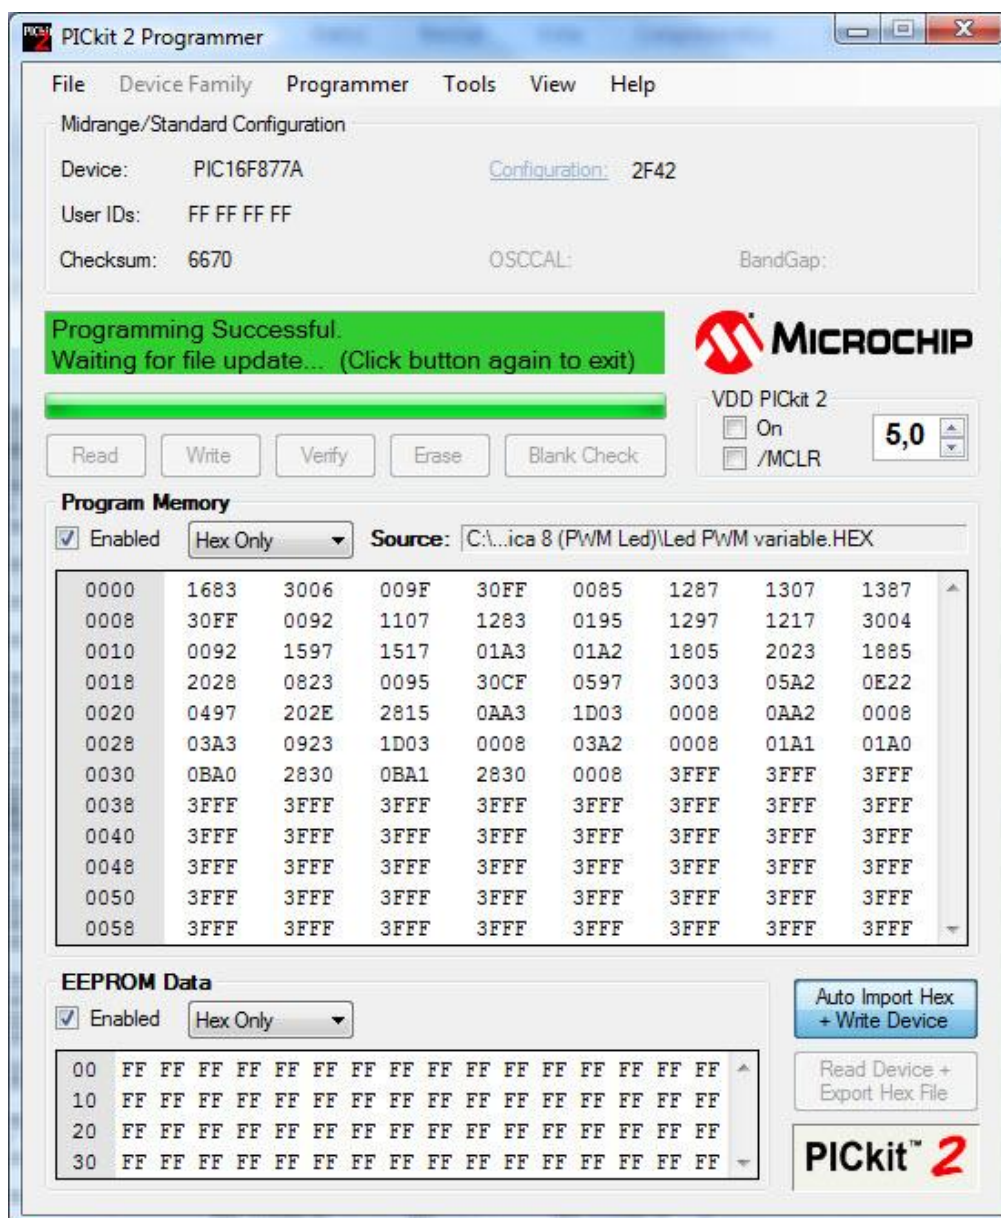 PICkit 2 Programmer
File Device Family Programmer Tools View Help
Midrange/Standard Configuration
Device: PIC16F877A Configuration: 2F42
User IDs: FF FF FF FF
Checksum: 6670 OSCCAL: BandGap:
Programming Successful.
Waiting for file update... (Click button again to exit)
MICROCHIP
VDD PICkit 2
On
/MCLR
5,0
Read Write Verify Erase Blank Check
Program Memory
Enabled Hex Only Source: C:\...ica 8 (PWM Led)\Led PWM variable.HEX
0000 1683 3006 009F 30FF 0085 1287 1307 1387
0008 30FF 0092 1107 1283 0195 1297 1217 3004
0010 0092 1597 1517 01A3 01A2 1805 2023 1885
0018 2028 0823 0095 30CF 0597 3003 05A2 0E22
0020 0497 202E 2815 0AA3 1D03 0008 0AA2 0008
0028 03A3 0923 1D03 0008 03A2 0008 01A1 01A0
0030 0BA0 2830 0BA1 2830 0008 3FFF 3FFF 3FFF
0038 3FFF 3FFF 3FFF 3FFF 3FFF 3FFF 3FFF 3FFF
0040 3FFF 3FFF 3FFF 3FFF 3FFF 3FFF 3FFF 3FFF
0048 3FFF 3FFF 3FFF 3FFF 3FFF 3FFF 3FFF 3FFF
0050 3FFF 3FFF 3FFF 3FFF 3FFF 3FFF 3FFF 3FFF
0058 3FFF 3FFF 3FFF 3FFF 3FFF 3FFF 3FFF 3FFF
EEPROM Data
Enabled Hex Only
00 FF FF FF FF FF FF FF FF FF FF FF FF FF FF FF FF
10 FF FF FF FF FF FF FF FF FF FF FF FF FF FF FF FF
20 FF FF FF FF FF FF FF FF FF FF FF FF FF FF FF FF
30 FF FF FF FF FF FF FF FF FF FF FF FF FF FF FF FF
Auto Import Hex
+ Write Device
Read Device +
Export Hex File
PICkit™ 2